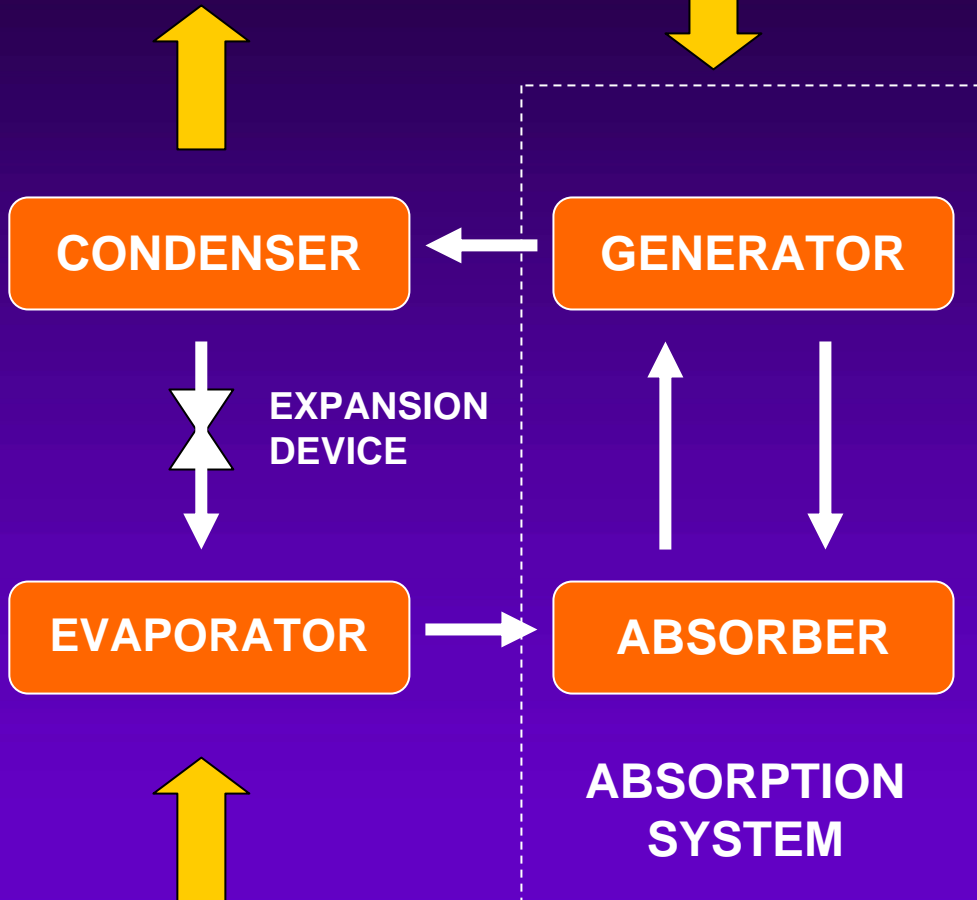 CONDENSER
GENERATOR
EXPANSION
DEVICE
EVAPORATOR
ABSORBER
ABSORPTION
SYSTEM